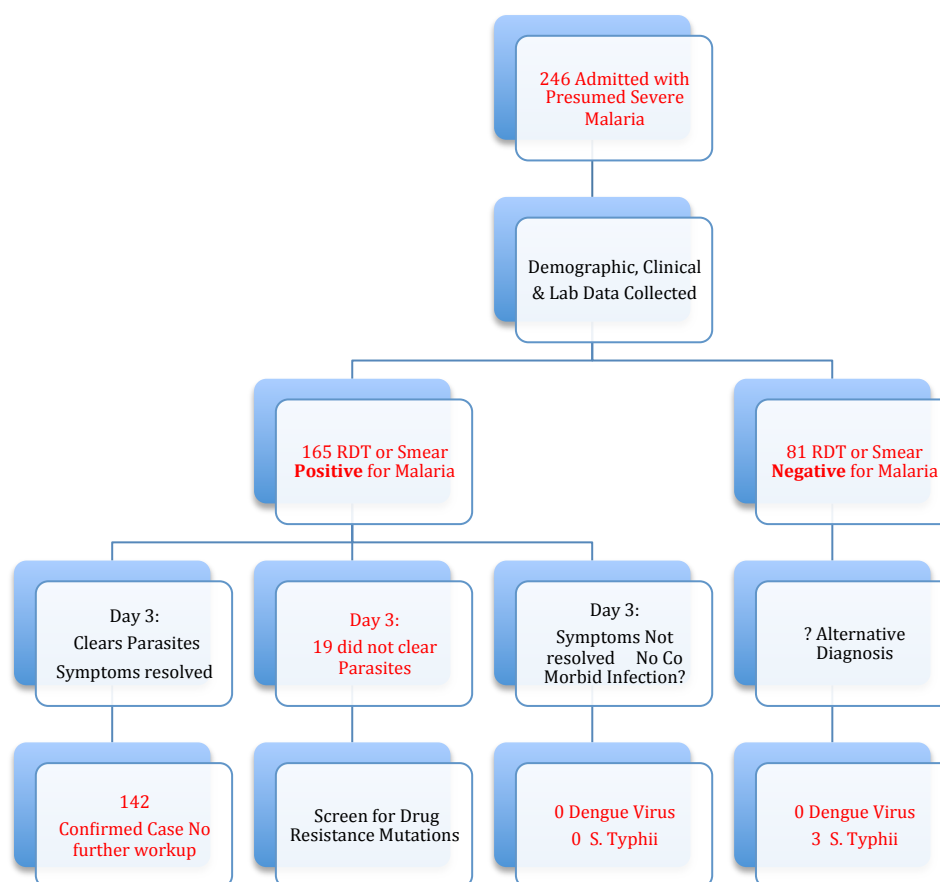 246 Admitted with
Presumed Severe
Malaria
Demographic, Clinical
& Lab Data Collected
165 RDT or Smear
Positive for Malaria
81 RDT or Smear
Negative for Malaria
Day 3:
Clears Parasites
Symptoms resolved
Day 3:
19 did not clear
Parasites
Day 3:
Symptoms Not
resolved No Co
Morbid Infection?
? Alternative
Diagnosis
142
Confirmed Case No
further workup
Screen for Drug
Resistance Mutations
0 Dengue Virus
0 S. Typhii
0 Dengue Virus
3 S. Typhii